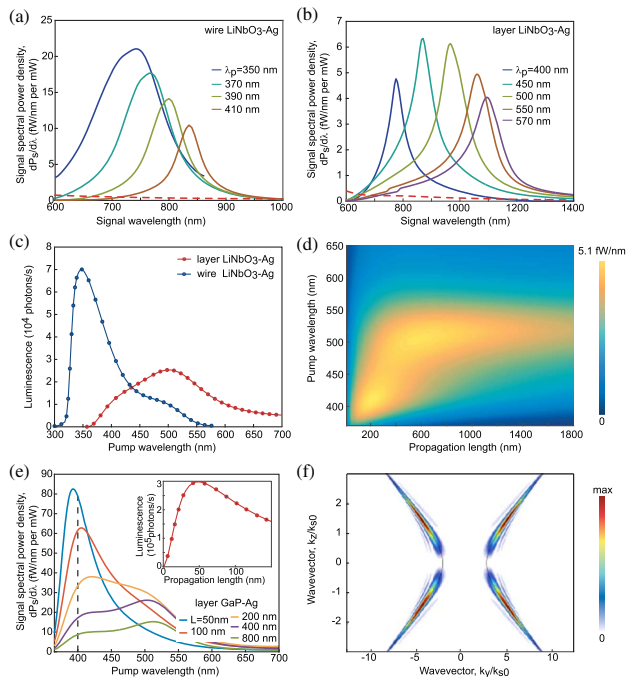 (a)
wire LiNbO3-Ag
Signal spectral power density,
dPs/dλ, (fW/nm per mW)
25
20
15
10
5
0
λp=350 nm
370 nm
390 nm
410 nm
600 700 800 900 1000
Signal wavelength (nm)
(b)
layer LiNbO3-Ag
Signal spectral power density,
dPs/dλ, (fW/nm per mW)
7
6
5
4
3
2
1
0
λp=400 nm
450 nm
500 nm
550 nm
570 nm
600 800 1000 1200 1400
Signal wavelength (nm)
(c)
Luminescence (10⁴ photons/s)
8
7
6
5
4
3
2
1
0
layer LiNbO3-Ag
wire LiNbO3-Ag
300 350 400 450 500 550 600 700
Pump wavelength (nm)
(d)
Pump wavelength (nm)
650
600
550
500
450
400
200 600 1000 1400 1800
Propagation length (nm)
5.1 fW/nm
0
(e)
Signal spectral power density,
dPs/dλ, (fW/nm per mW)
90
80
70
60
50
40
30
20
10
0
Luminescence
(10⁵photons/s)
3
2
1
0
0 50 100
Propagation length (nm)
layer GaP-Ag
L=50nm
100 nm
200 nm
400 nm
800 nm
400 450 500 550 600 650 700
Pump wavelength (nm)
(f)
Wavevector, kz/ks0
2
1
0
-1
-2
-10 -5 0 5 10
Wavevector, ky/ks0
max
0